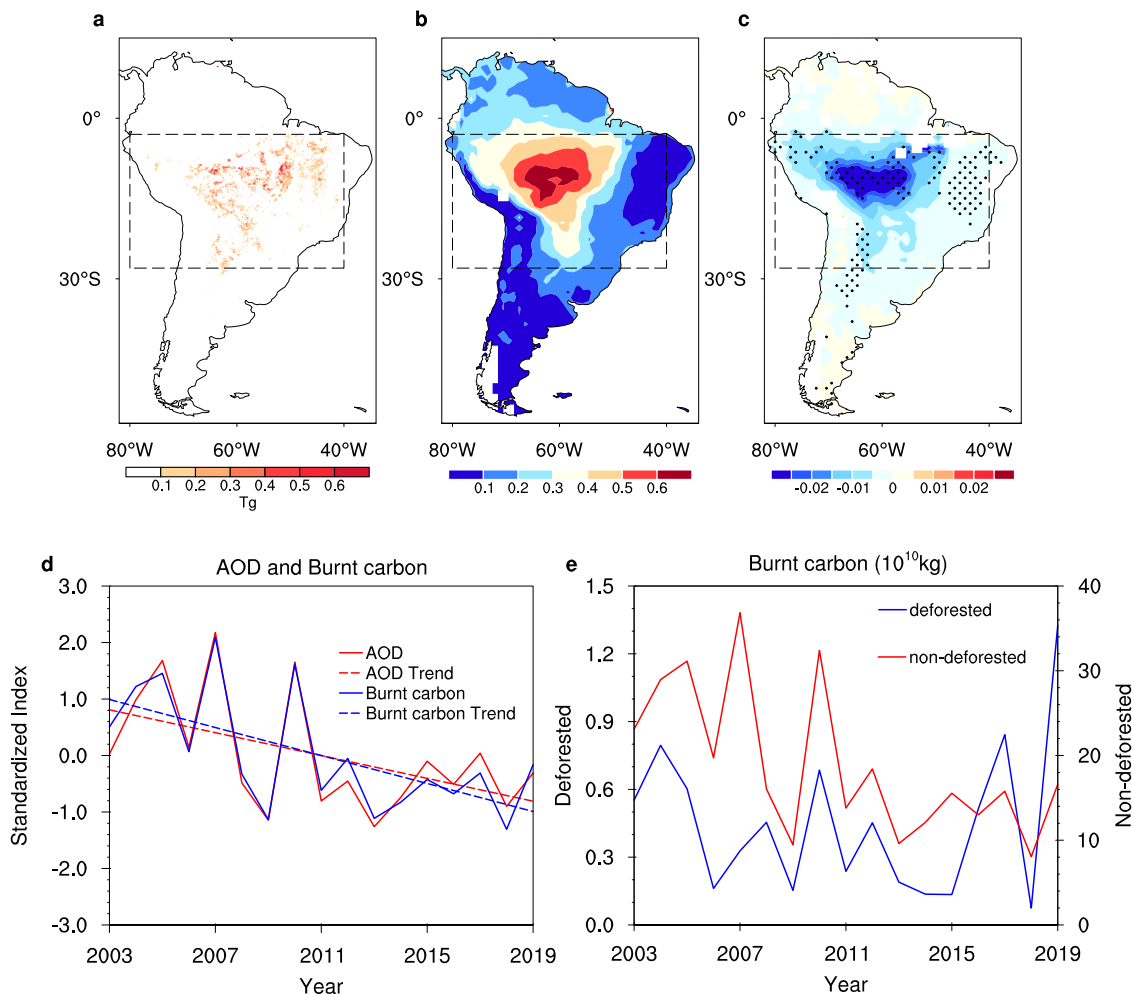 a b c
0° 0° 0°
30°S 30°S 30°S
80°W 60°W 40°W 80°W 60°W 40°W 80°W 60°W 40°W
0.1 0.2 0.3 0.4 0.5 0.6 0.1 0.2 0.3 0.4 0.5 0.6 -0.02 -0.01 0 0.01 0.02
Tg
d AOD and Burnt carbon
3.0
2.0
1.0
0.0
-1.0
-2.0
-3.0
Standardized Index
AOD
AOD Trend
Burnt carbon
Burnt carbon Trend
2003 2007 2011 2015 2019
Year
e Burnt carbon (10¹⁰kg)
1.5
1.2
0.9
0.6
0.3
0.0
Deforested
deforested
non-deforested
40
30
20
10
0
Non-deforested
2003 2007 2011 2015 2019
Year